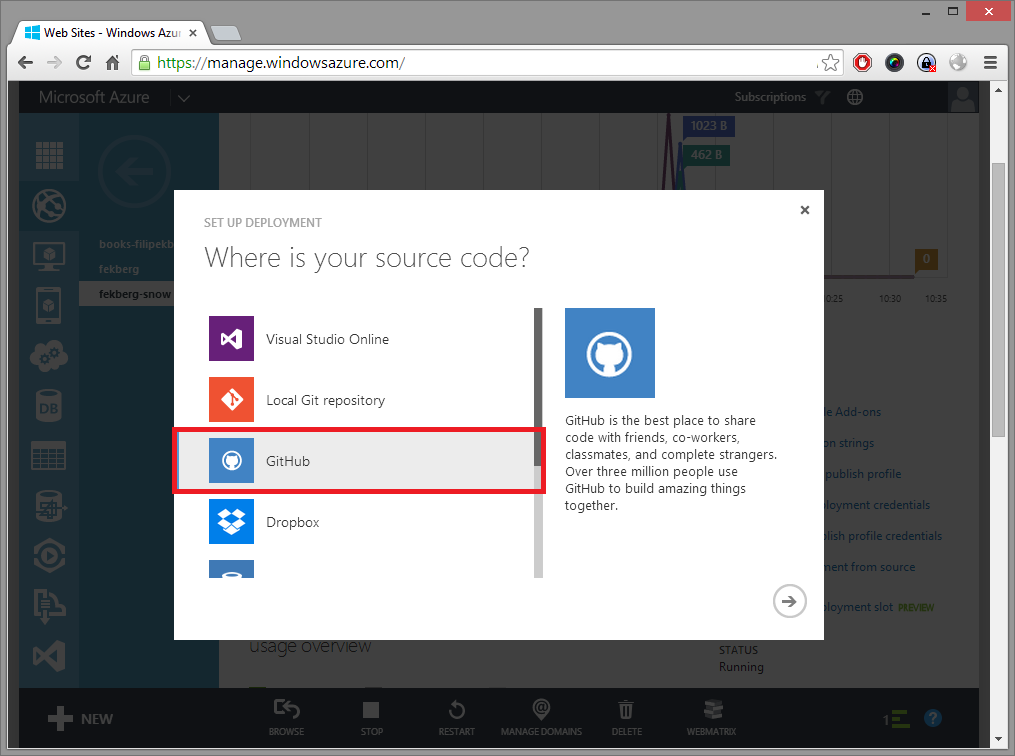 Web Sites - Windows Azur
https://manage.windowsazure.com/
Microsoft Azure
Subscriptions
1023 B
462 B
books-filipekb
fekberg
fekberg-snow
0
0:25
10:30
10:35
SET UP DEPLOYMENT
Where is your source code?
Visual Studio Online
Local Git repository
GitHub
Dropbox
GitHub is the best place to share
code with friends, co-workers,
classmates, and complete strangers.
Over three million people use
GitHub to build amazing things
together.
DB
le Add-ons
on strings
publish profile
loyment credentials
lish profile credentials
ment from source
loyment slot PREVIEW
usage overview
STATUS
Running
NEW
BROWSE
STOP
RESTART
MANAGE DOMAINS
DELETE
WEBMATRIX
1
?